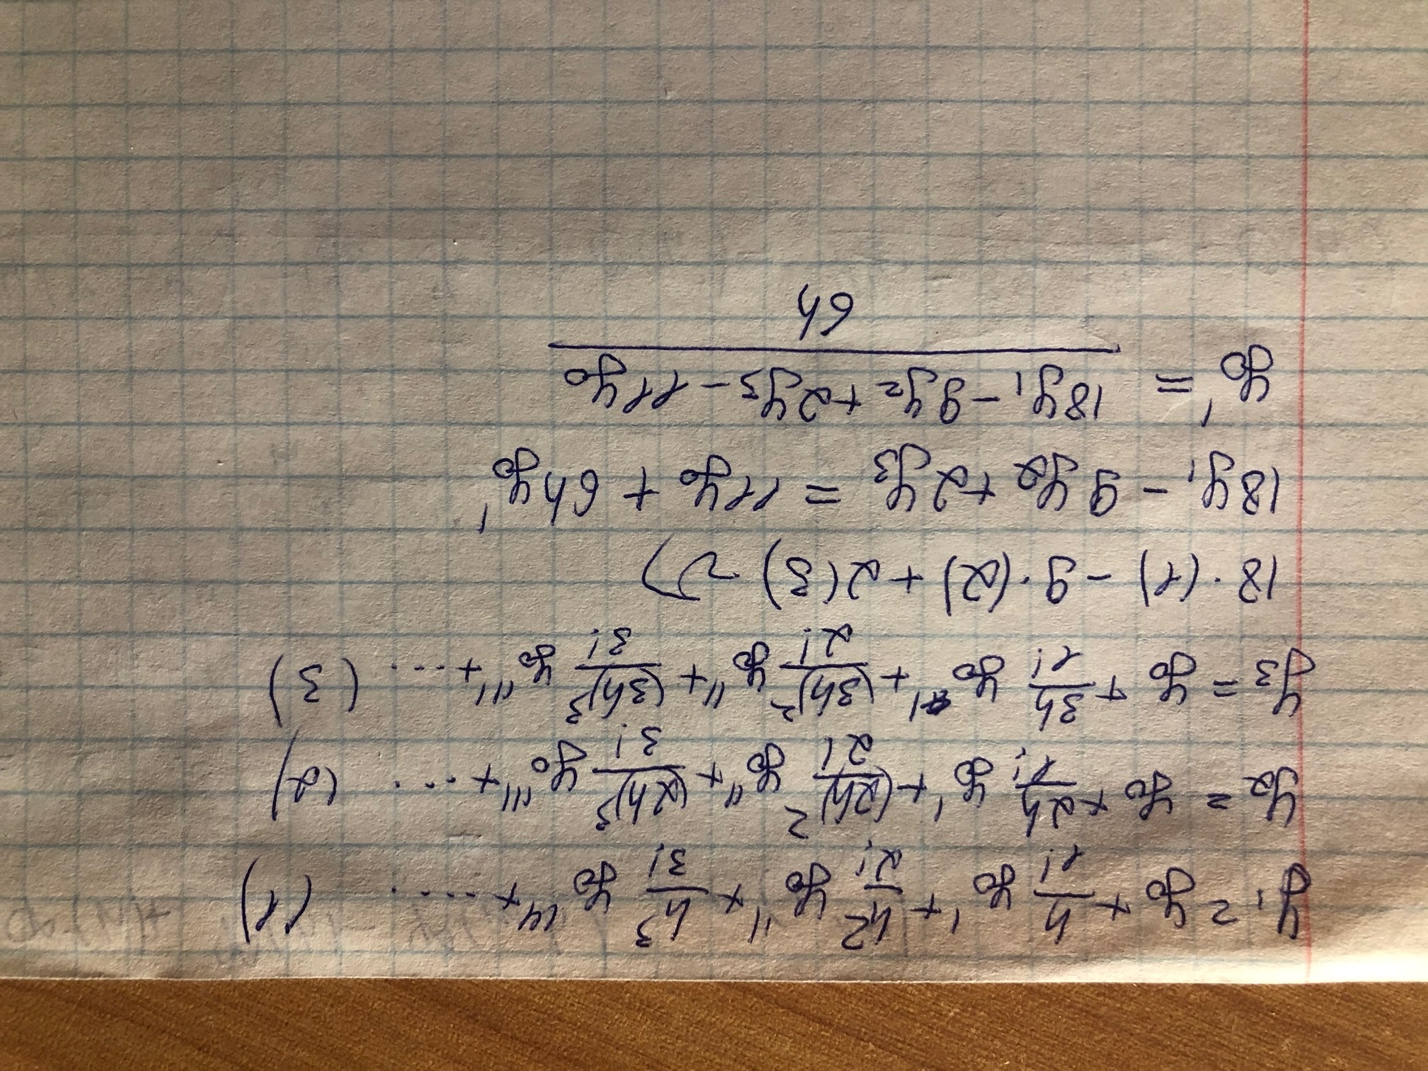 y₁ = y₀ + h/1! y₀' + h²/2! y₀'' + h³/3! y₀''' + .... (1)
y₂ = y₀ + 2h/1! y₀' + (2h)²/2! y₀'' + (2h)³/3! y₀''' + .... (2)
y₃ = y₀ + 3h/1! y₀' + (3h)²/2! y₀'' + (3h)³/3! y₀''' + .... (3)
18·(1) - 9·(2) + 2(3) ~>
18y₁ - 9y₂ + 2y₃ = 11y₀ + 6hy₀'
y₀' = (18y₁ - 9y₂ + 2y₃ - 11y₀)/6h